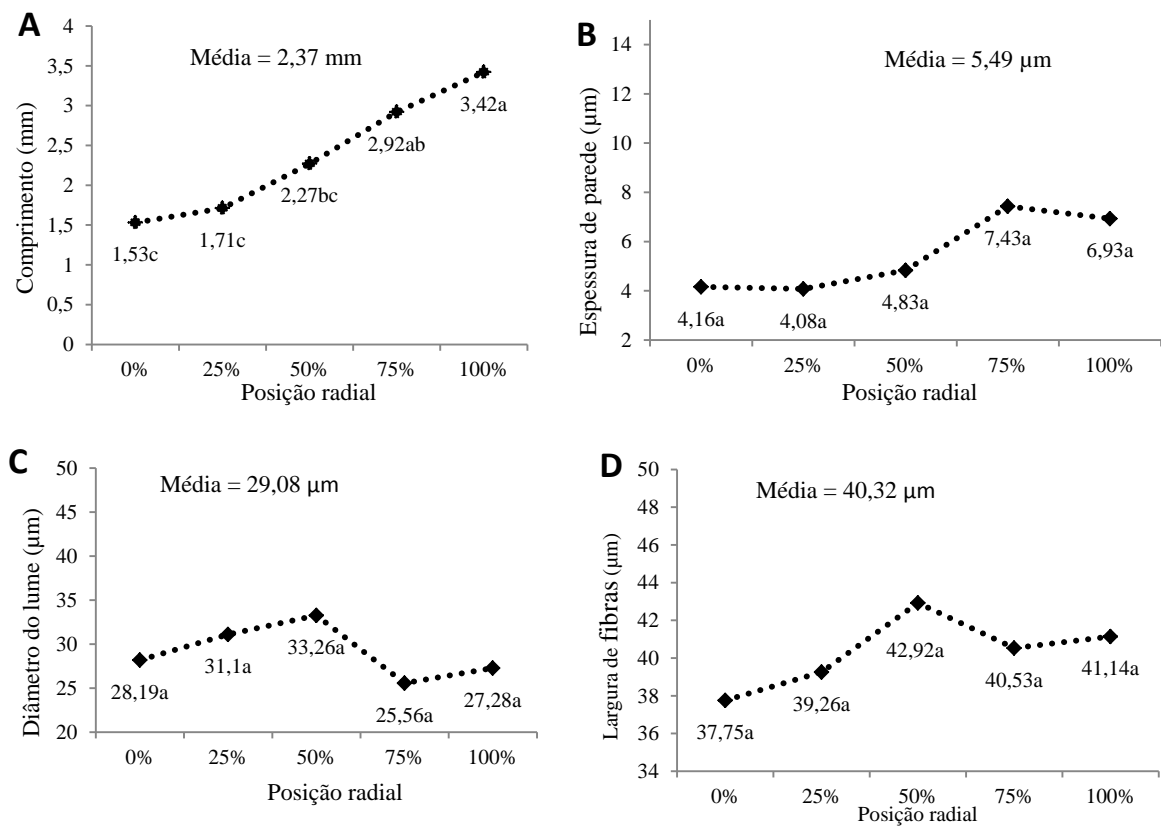 A
Média = 2,37 mm
Comprimento (mm)
4
3,5
3
2,5
2
1,5
1
0,5
0
1,53c
1,71c
2,27bc
2,92ab
3,42a
0% 25% 50% 75% 100%
Posição radial
B
Média = 5,49 µm
Espessura de parede (µm)
14
12
10
8
6
4
2
4,16a
4,08a
4,83a
7,43a
6,93a
0% 25% 50% 75% 100%
Posição radial
C
Média = 29,08 µm
Diâmetro do lume (µm)
50
45
40
35
30
25
20
28,19a
31,1a
33,26a
25,56a
27,28a
0% 25% 50% 75% 100%
Posição radial
D
Média = 40,32 µm
Largura de fibras (µm)
50
48
46
44
42
40
38
36
34
37,75a
39,26a
42,92a
40,53a
41,14a
0% 25% 50% 75% 100%
Posição radial